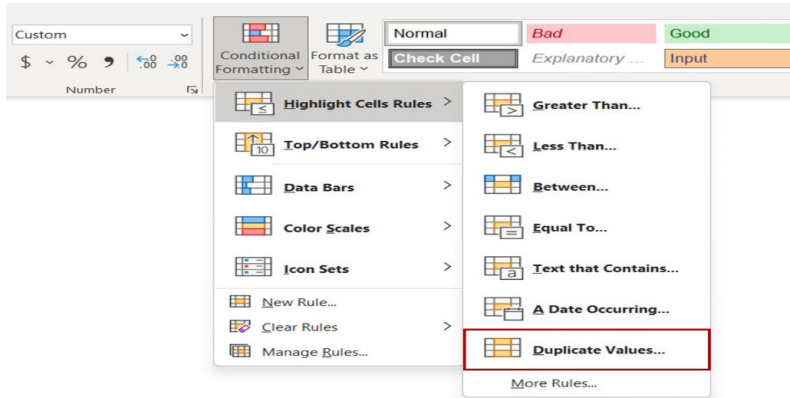 Custom
Conditional Formatting
Format as Table
Normal
Bad
Good
$ % , .00
Check Cell
Explanatory ...
Input
Number
Highlight Cells Rules >
Top/Bottom Rules >
Data Bars >
Color Scales >
Icon Sets >
New Rule...
Clear Rules >
Manage Rules...
Greater Than...
Less Than...
Between...
Equal To...
Text that Contains...
A Date Occurring...
Duplicate Values...
More Rules...